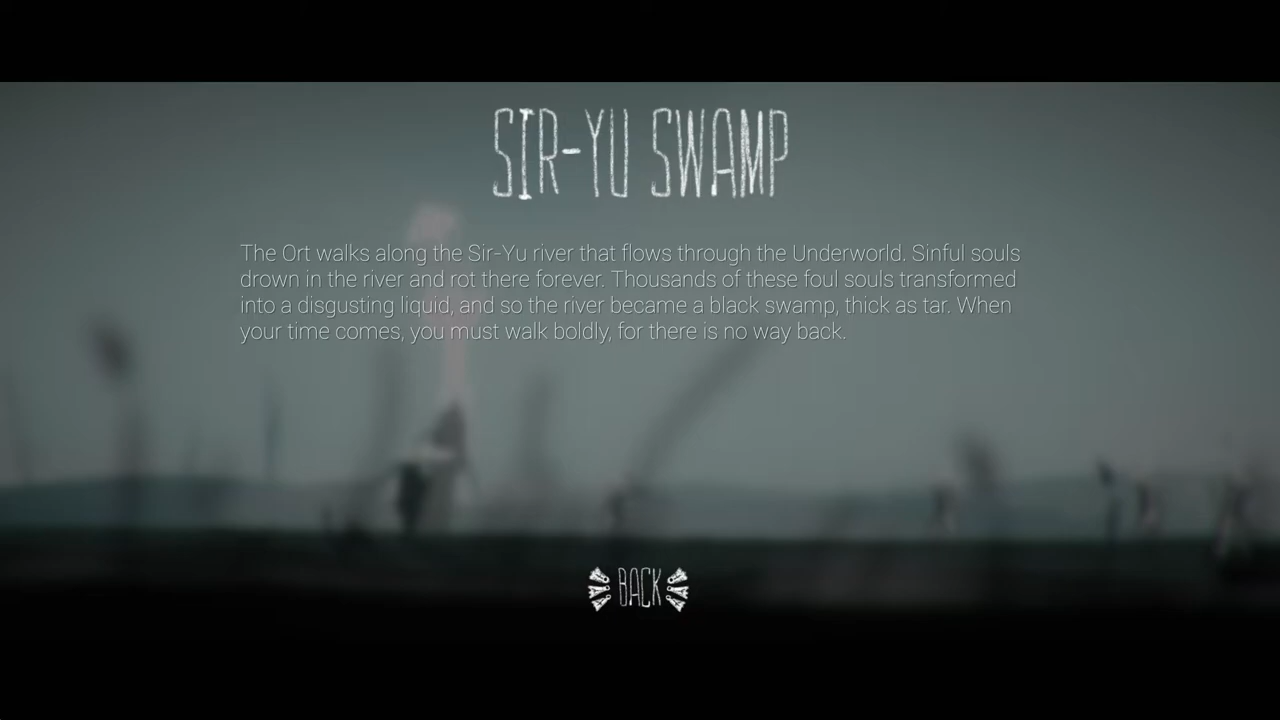 SIR-YU SWAMP
The Ort walks along the Sir-Yu river that flows through the Underworld. Sinful souls
drown in the river and rot there forever. Thousands of these foul souls transformed
into a disgusting liquid, and so the river became a black swamp, thick as tar. When
your time comes, you must walk boldly, for there is no way back.
BACK